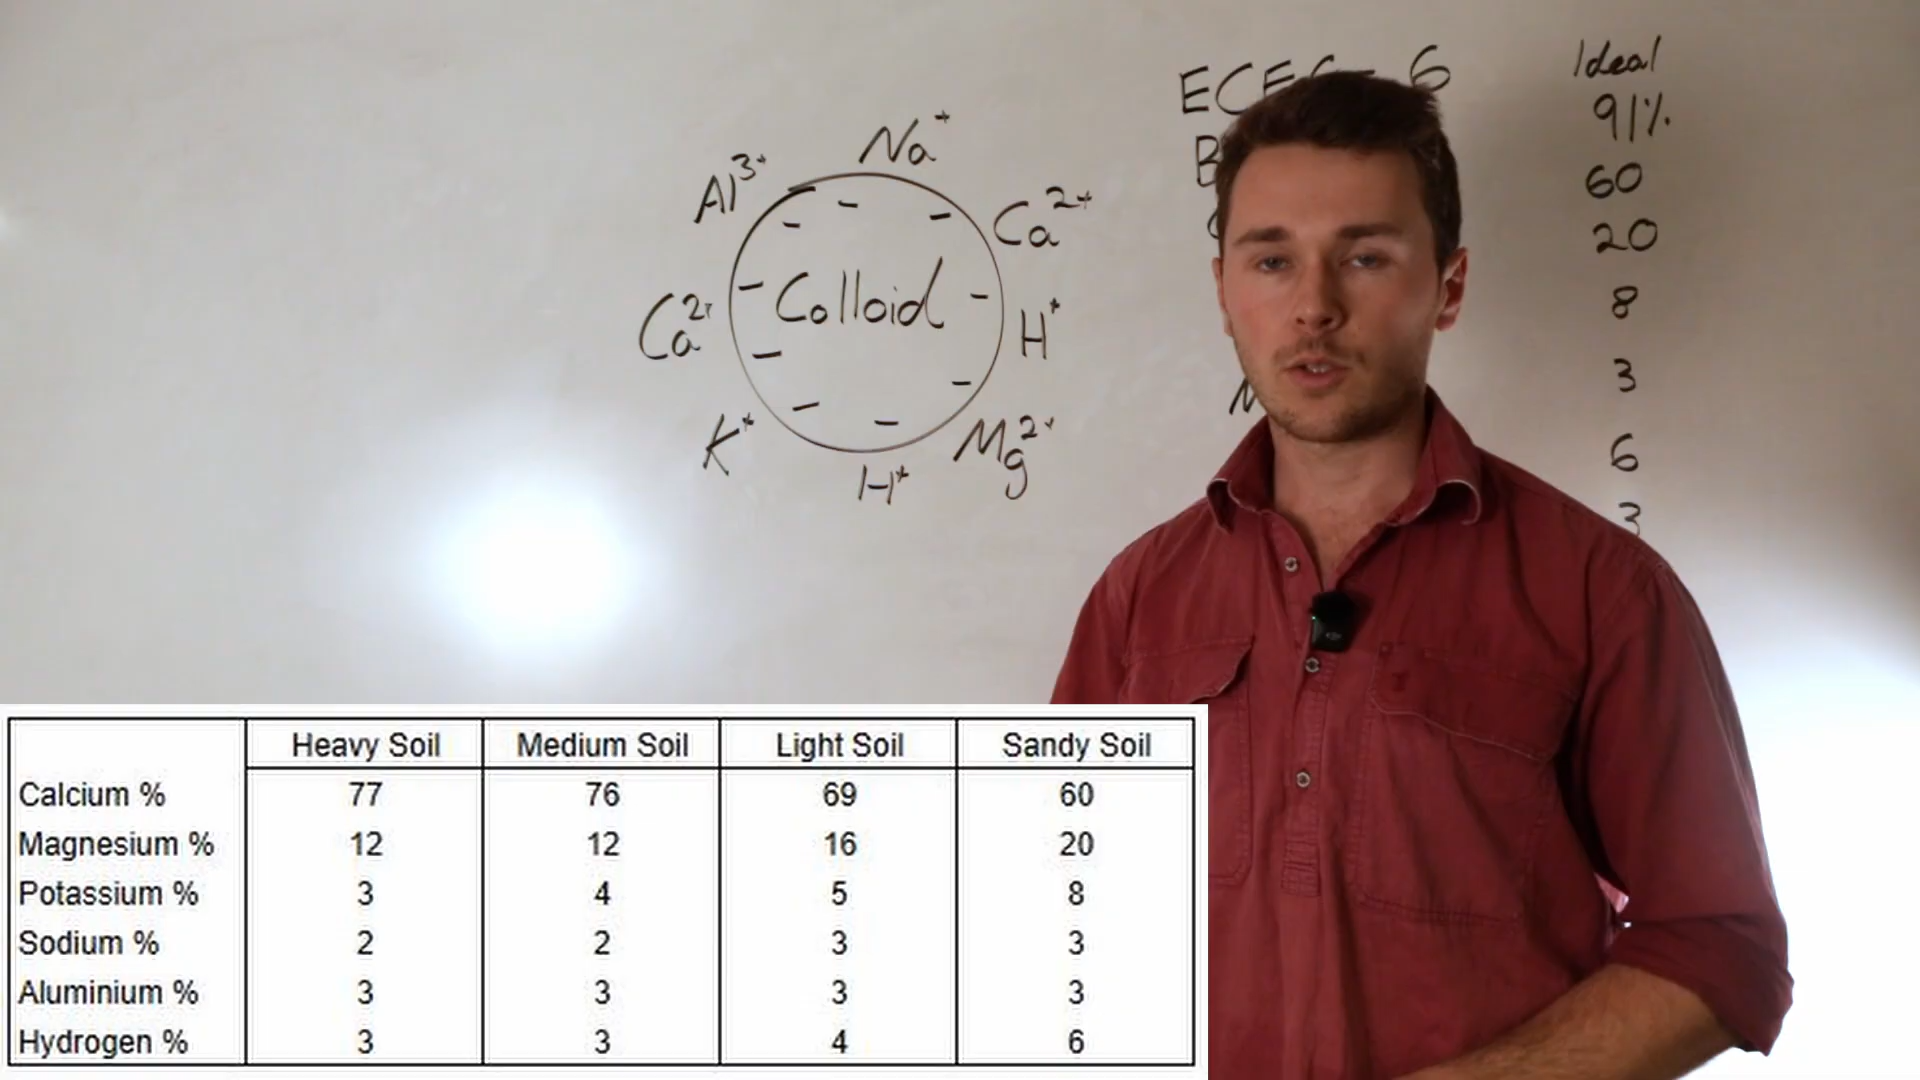 Ideal
6
91%
60
20
8
3
6
3
Na+
Al3+
Ca2+
Colloid
Ca2+
H+
K+
Mg2+
H+
Heavy Soil Medium Soil Light Soil Sandy Soil
Calcium % 77 76 69 60
Magnesium % 12 12 16 20
Potassium % 3 4 5 8
Sodium % 2 2 3 3
Aluminium % 3 3 3 3
Hydrogen % 3 3 4 6